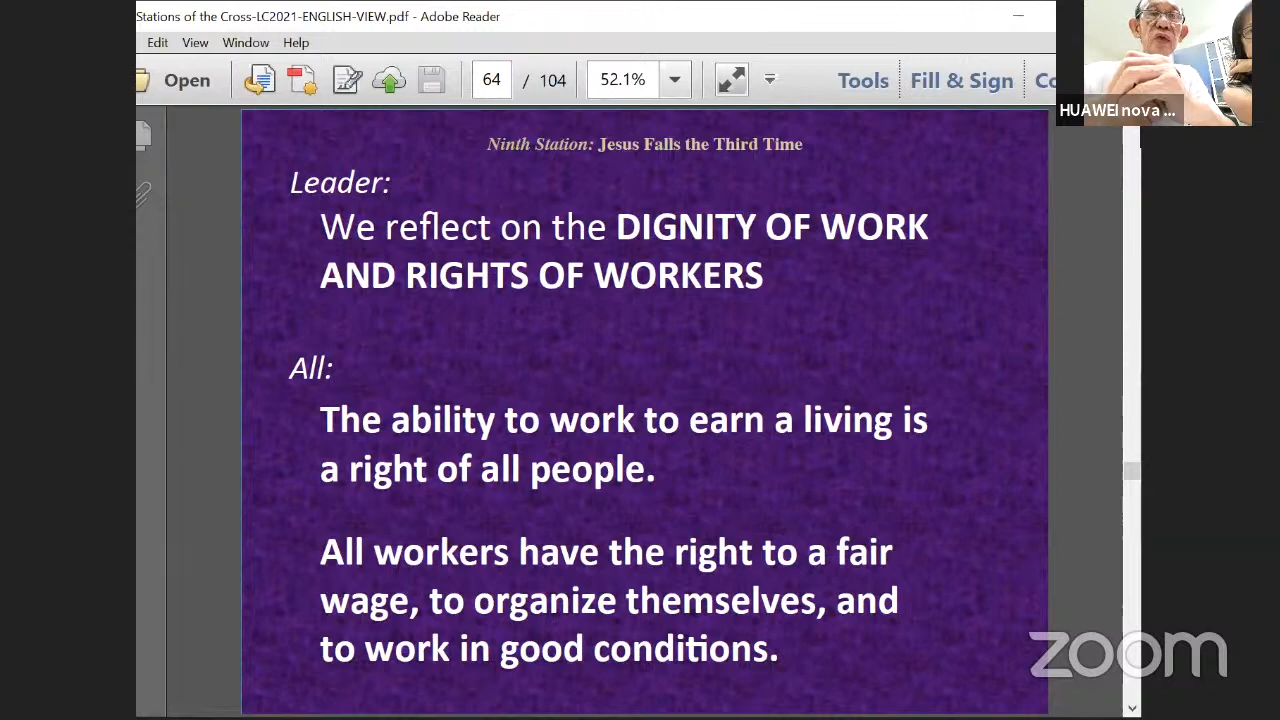 Stations of the Cross-LC2021-ENGLISH-VIEW.pdf - Adobe Reader
Edit View Window Help
Open 64 / 104 52.1% Tools Fill & Sign Co
HUAWEI nova ...
Ninth Station: Jesus Falls the Third Time
Leader:
We reflect on the DIGNITY OF WORK
AND RIGHTS OF WORKERS
All:
The ability to work to earn a living is
a right of all people.
All workers have the right to a fair
wage, to organize themselves, and
to work in good conditions.
zoom